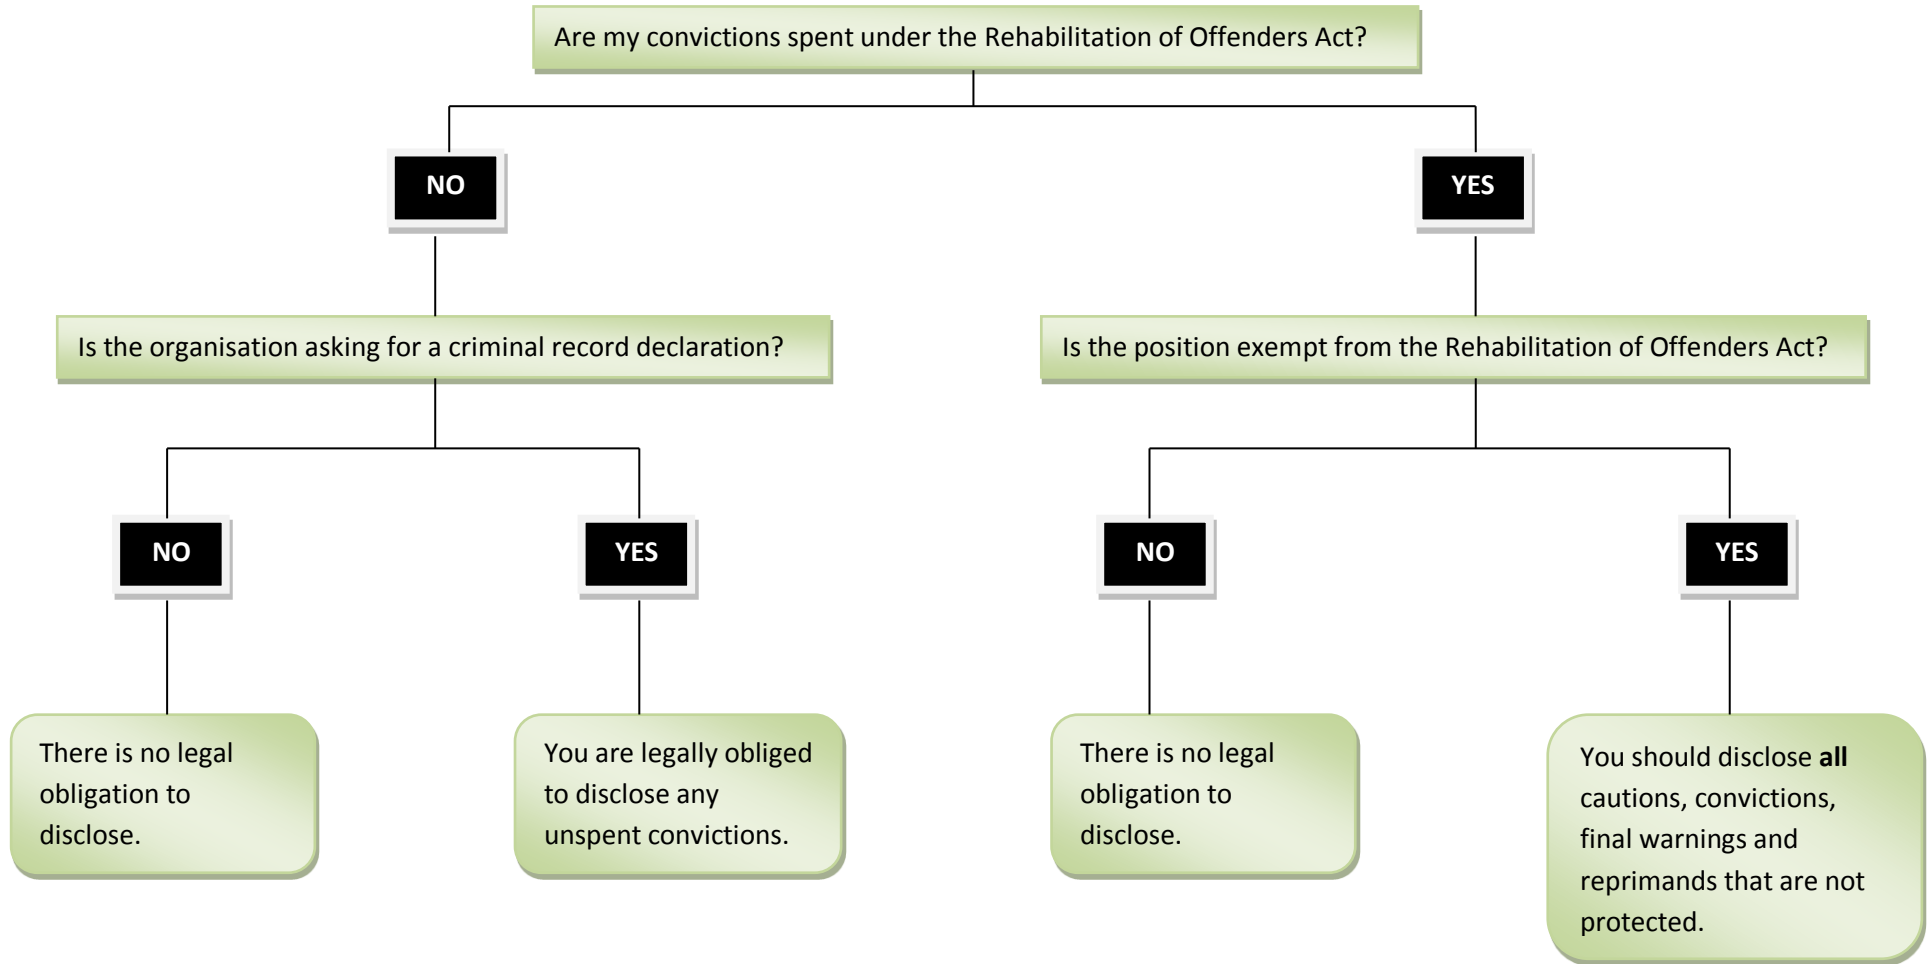 Are my convictions spent under the Rehabilitation of Offenders Act?
NO
YES
Is the organisation asking for a criminal record declaration?
Is the position exempt from the Rehabilitation of Offenders Act?
NO
YES
NO
YES
There is no legal
obligation to
disclose.
You are legally obliged
to disclose any
unspent convictions.
There is no legal
obligation to
disclose.
You should disclose all
cautions, convictions,
final warnings and
reprimands that are not
protected.